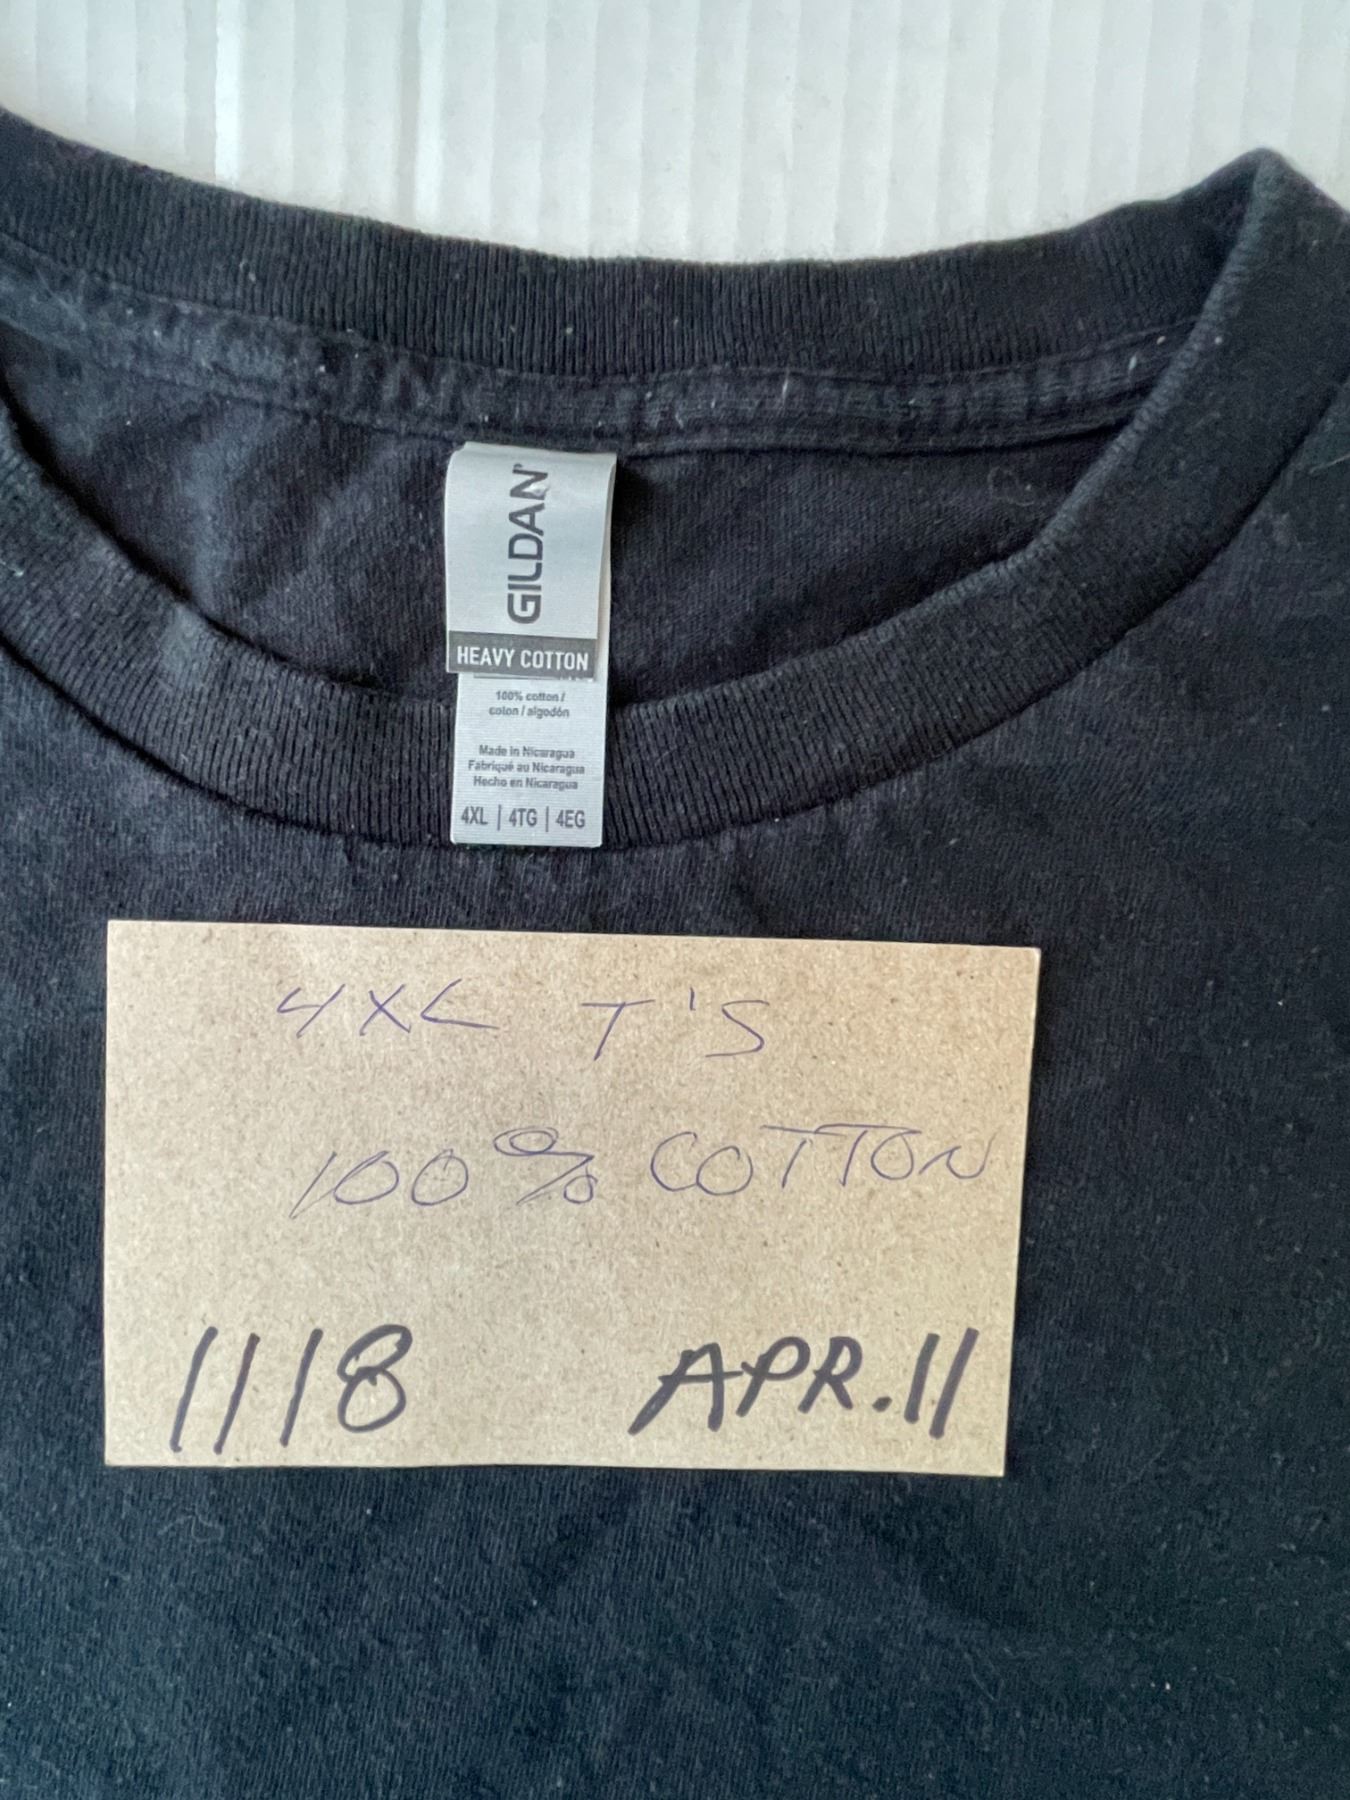 GILDAN®
HEAVY COTTON
100% cotton /
coton / algodón
Made in Nicaragua
Fabriqué au Nicaragua
Hecho en Nicaragua
4XL | 4TG | 4EG
4XL T'S
100% COTTON
1118 APR.11